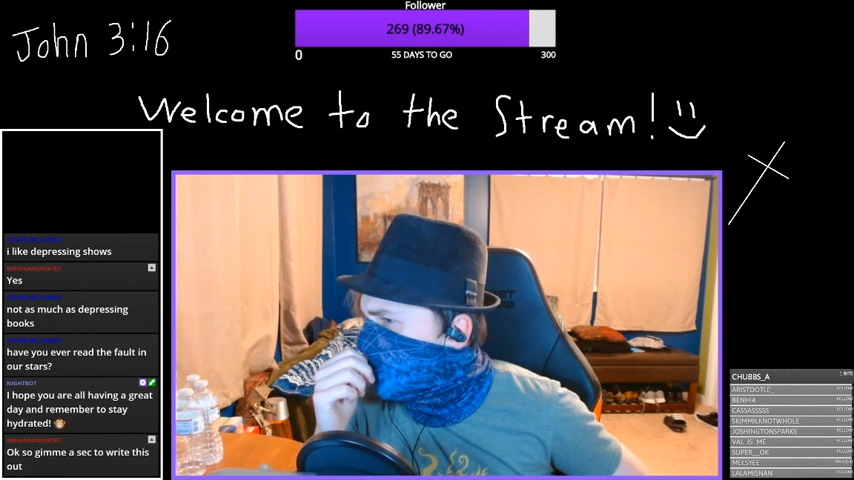 Follower
269 (89.67%)
0 55 DAYS TO GO 300
John 3:16
Welcome to the Stream! :)
i like depressing shows
BANANAKERATES
Yes
not as much as depressing
books
have you ever read the fault in
our stars?
NIGHTBOT
I hope you are all having a great
day and remember to stay
hydrated!
BANANAKERATES
Ok so gimme a sec to write this
out
CHUBBS_A
ARISTOOTLE_
BENH14
CASSASSSSS
SKIMMILKNOTWHOLE
JOSHINGTONSPARKS
VAL_IS_ME
SUPER__OK
MELSYEE
LALAMISNAN